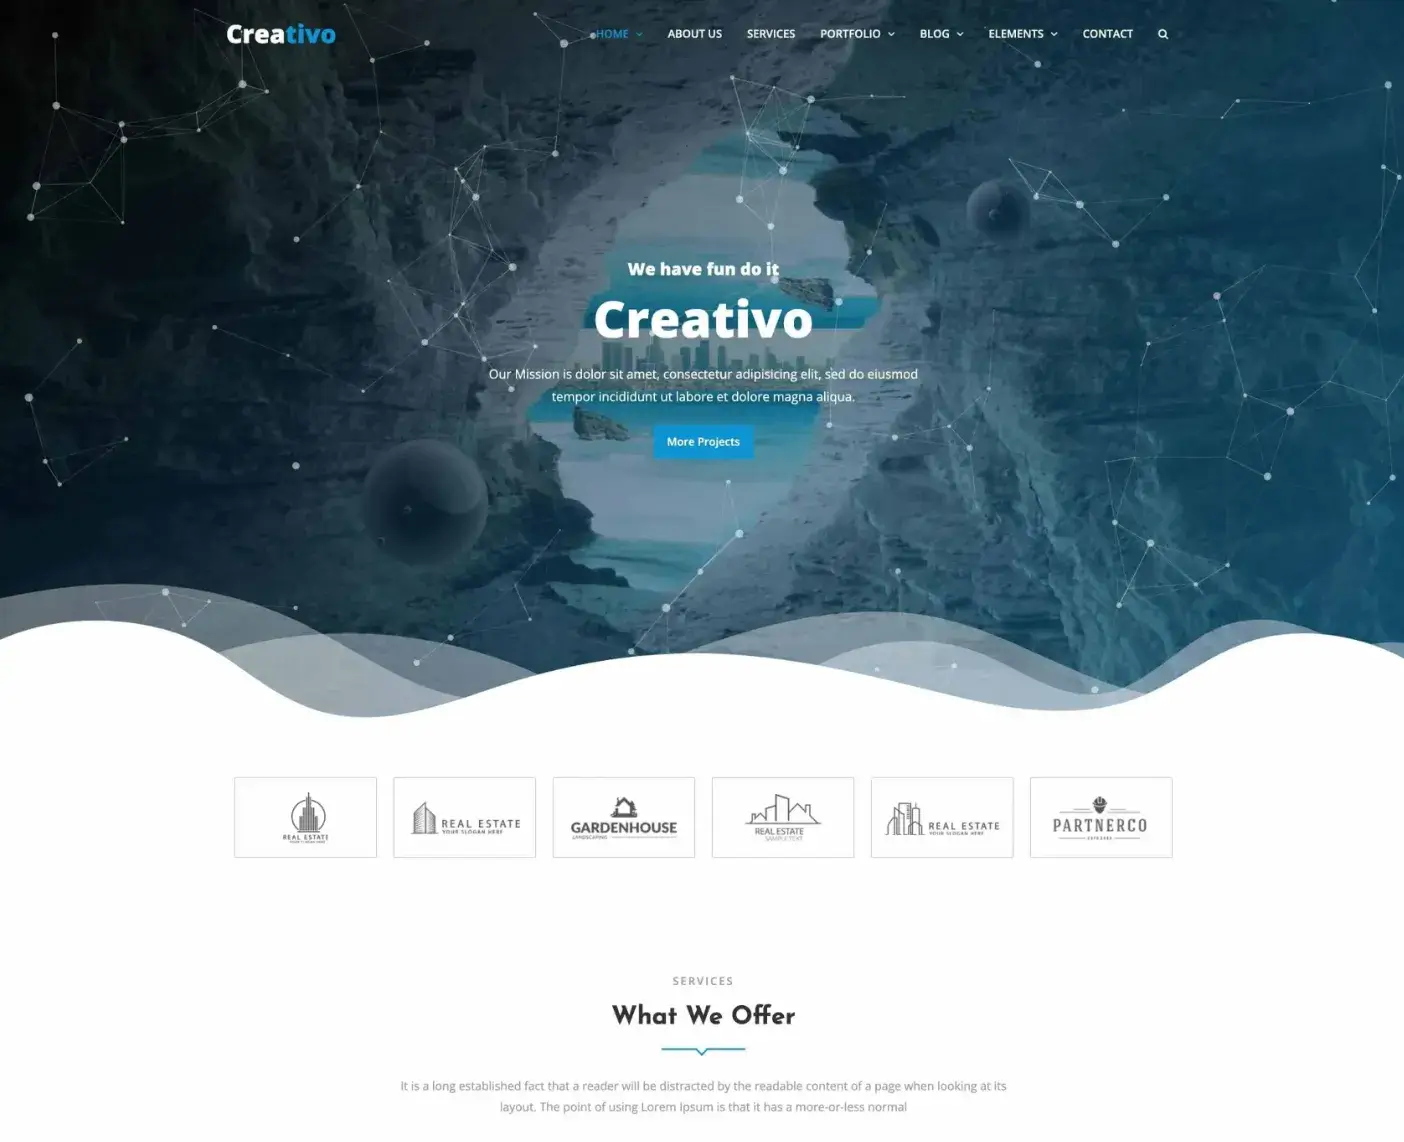 Creativo
HOME
ABOUT US
SERVICES
PORTFOLIO
BLOG
ELEMENTS
CONTACT
We have fun do it
Creativo
Our Mission is dolor sit amet, consectetur adipisicing elit, sed do eiusmod
tempor incididunt ut labore et dolore magna aliqua.
More Projects
REAL ESTATE
YOUR SLOGAN HERE
REAL ESTATE
YOUR SLOGAN HERE
GARDENHOUSE
LANDSCAPING
REAL ESTATE
SAMPLE TEXT
REAL ESTATE
YOUR SLOGAN HERE
PARTNERCO
SERVICES
What We Offer
It is a long established fact that a reader will be distracted by the readable content of a page when looking at its
layout. The point of using Lorem Ipsum is that it has a more-or-less normal